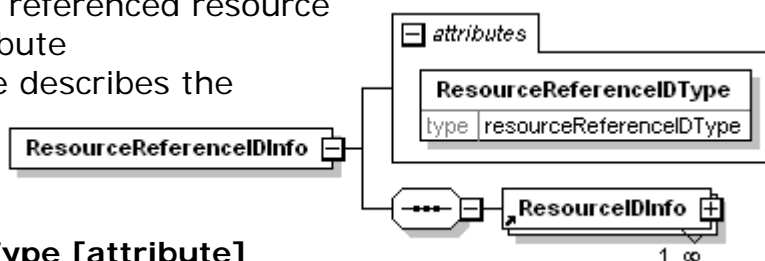 referenced resource
bute
e describes the
attributes
ResourceReferenceIDType
type resourceReferenceIDType
ResourceReferenceIDInfo
ResourceIDInfo
1..∞
ype [attribute]